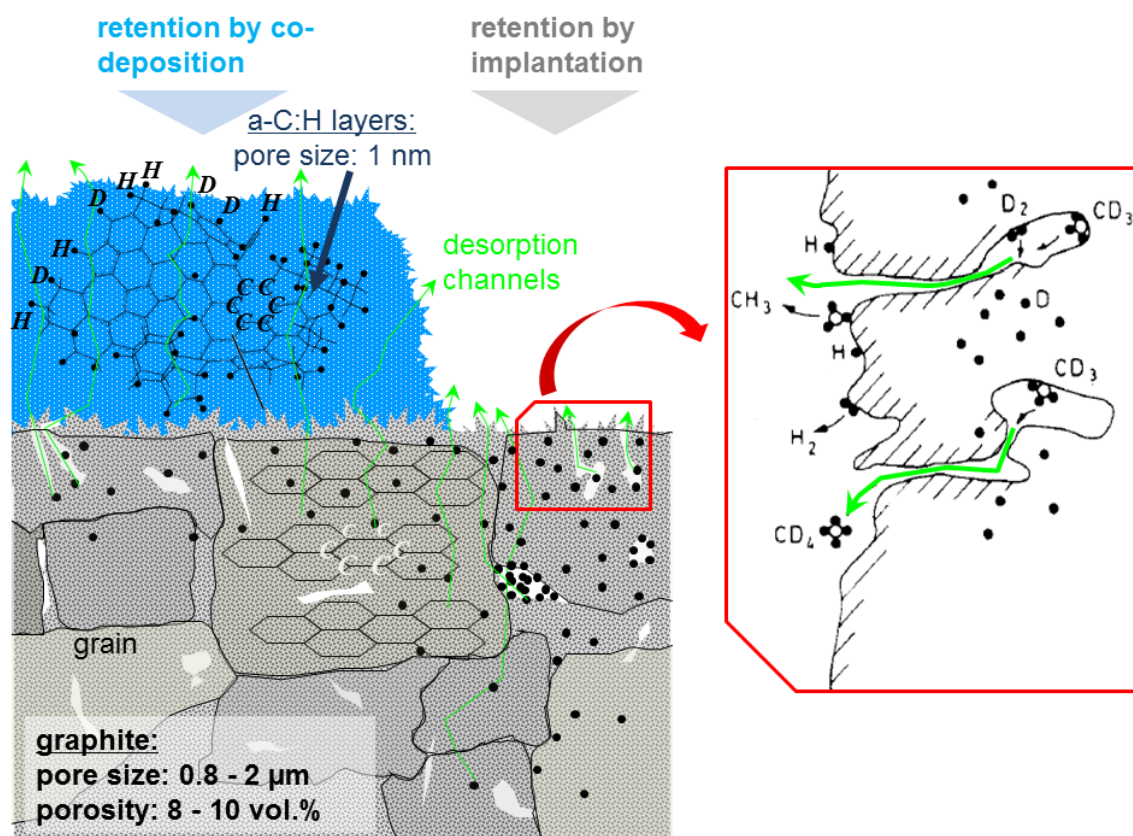 retention by co-
deposition
retention by
implantation
a-C:H layers:
pore size: 1 nm
H
H
H
D
D
D
H
H
D
H
C
C
C
C
C
C
desorption
channels
C
C
C
C
C
C
grain
graphite:
pore size: 0.8 - 2 µm
porosity: 8 - 10 vol.%
D2
CD3
H
CH3
D
H
CD3
H2
CD4